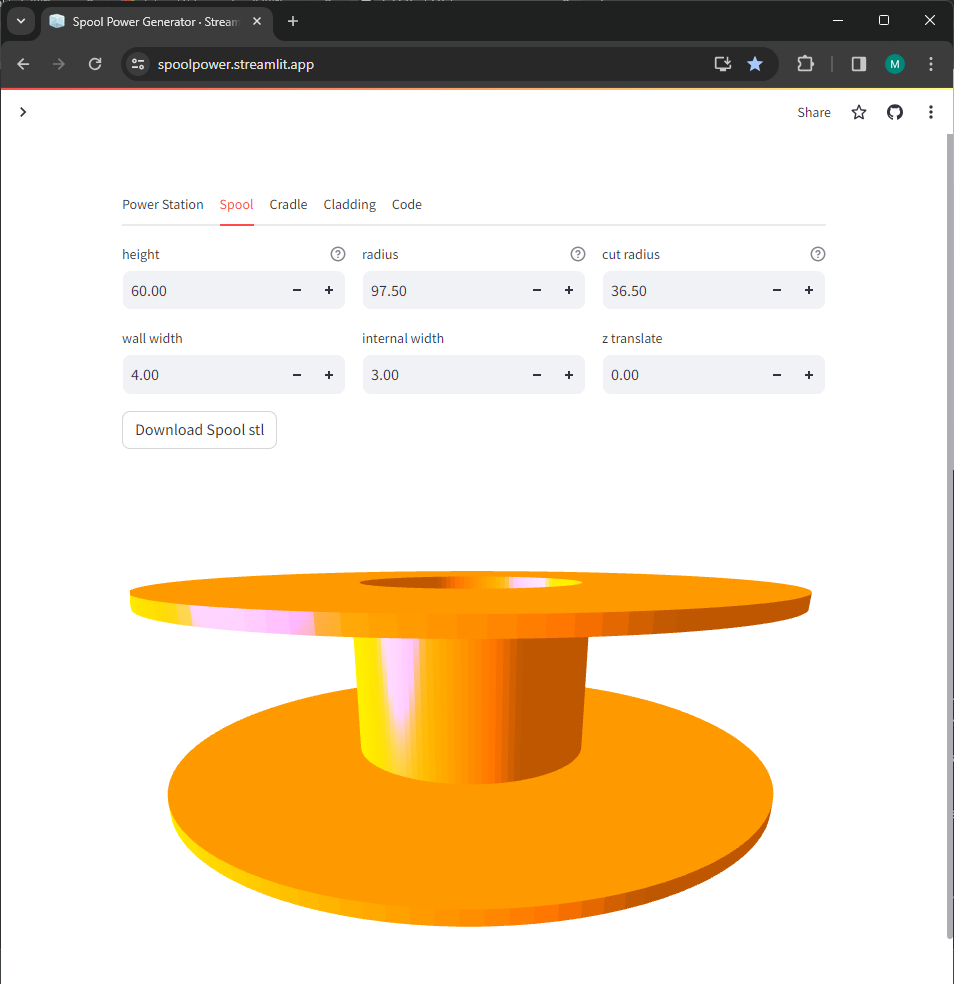 Spool Power Generator · Stream
spoolpower.streamlit.app
M
Share
Power Station Spool Cradle Cladding Code
height ? radius ? cut radius ?
60.00 − + 97.50 − + 36.50 − +
wall width internal width z translate
4.00 − + 3.00 − + 0.00 − +
Download Spool stl